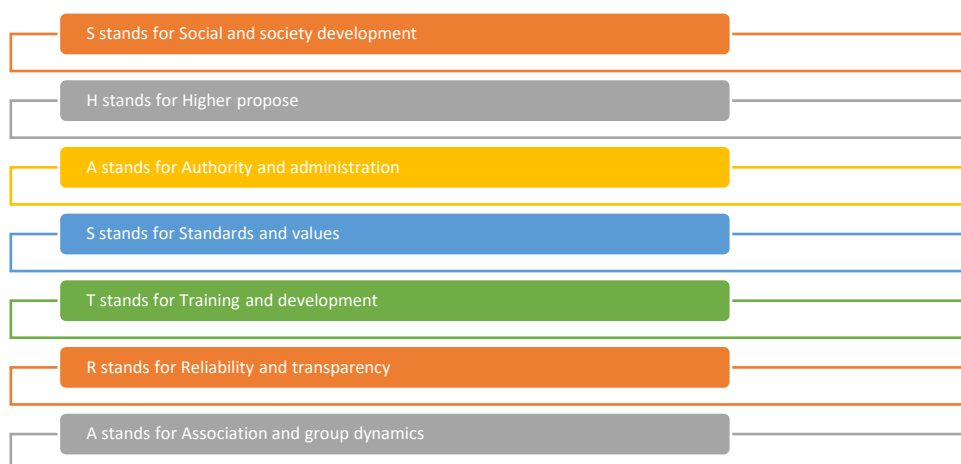 S stands for Social and society development
H stands for Higher propose
A stands for Authority and administration
S stands for Standards and values
T stands for Training and development
R stands for Reliability and transparency
A stands for Association and group dynamics